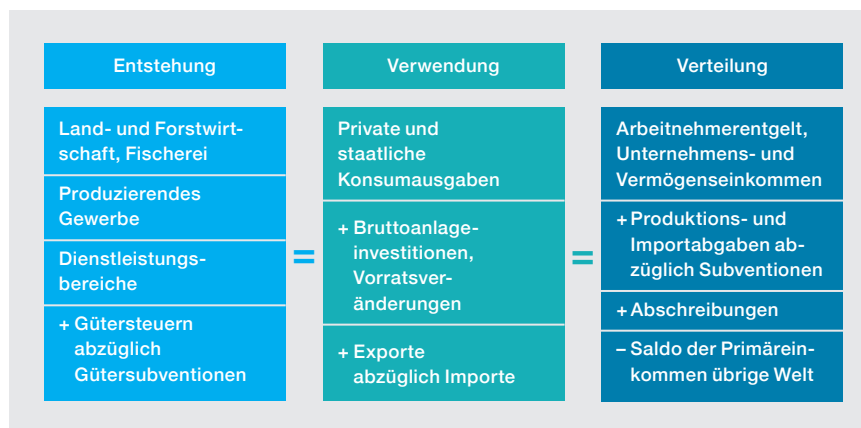 Entstehung
Land- und Forstwirt-
schaft, Fischerei
Produzierendes
Gewerbe
Dienstleistungs-
bereiche
+ Gütersteuern
abzüglich
Gütersubventionen
=
Verwendung
Private und
staatliche
Konsumausgaben
+ Bruttoanlage-
investitionen,
Vorratsver-
änderungen
+ Exporte
abzüglich Importe
=
Verteilung
Arbeitnehmerentgelt,
Unternehmens- und
Vermögenseinkommen
+ Produktions- und
Importabgaben ab-
züglich Subventionen
+ Abschreibungen
– Saldo der Primärein-
kommen übrige Welt